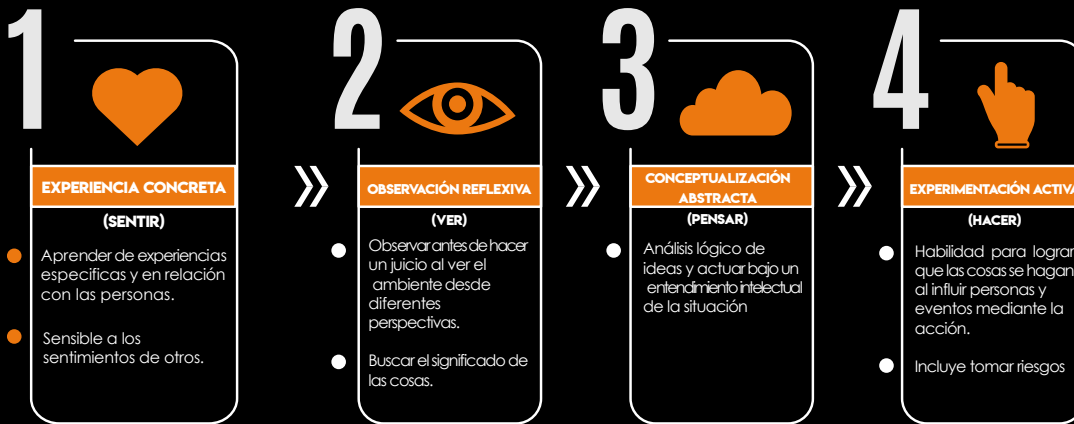 1
EXPERIENCIA CONCRETA
(SENTIR)
Aprender de experiencias
especificas y en relación
con las personas.
Sensible a los
sentimientos de otros.
2
OBSERVACIÓN REFLEXIVA
(VER)
Observar antes de hacer
un juicio al ver el
ambiente desde
diferentes
perspectivas.
Buscar el significado de
las cosas.
3
CONCEPTUALIZACIÓN
ABSTRACTA
(PENSAR)
Análisis lógico de
ideas y actuar bajo un
entendimiento intelectual
de la situación
4
EXPERIMENTACIÓN ACTIVA
(HACER)
Habilidad para lograr
que las cosas se hagan
al influir personas y
eventos mediante la
acción.
Incluye tomar riesgos